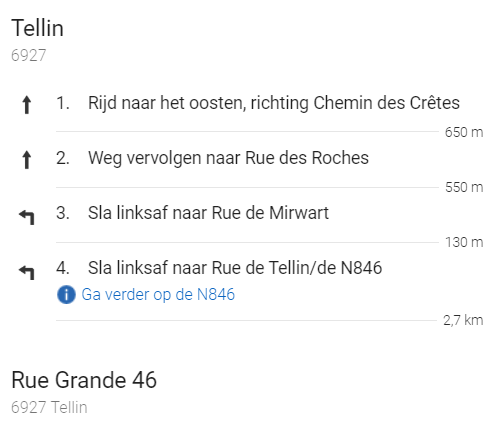 Tellin
6927
1. Rijd naar het oosten, richting Chemin des Crêtes
650 m
2. Weg vervolgen naar Rue des Roches
550 m
3. Sla linksaf naar Rue de Mirwart
130 m
4. Sla linksaf naar Rue de Tellin/de N846
Ga verder op de N846
2,7 km
Rue Grande 46
6927 Tellin